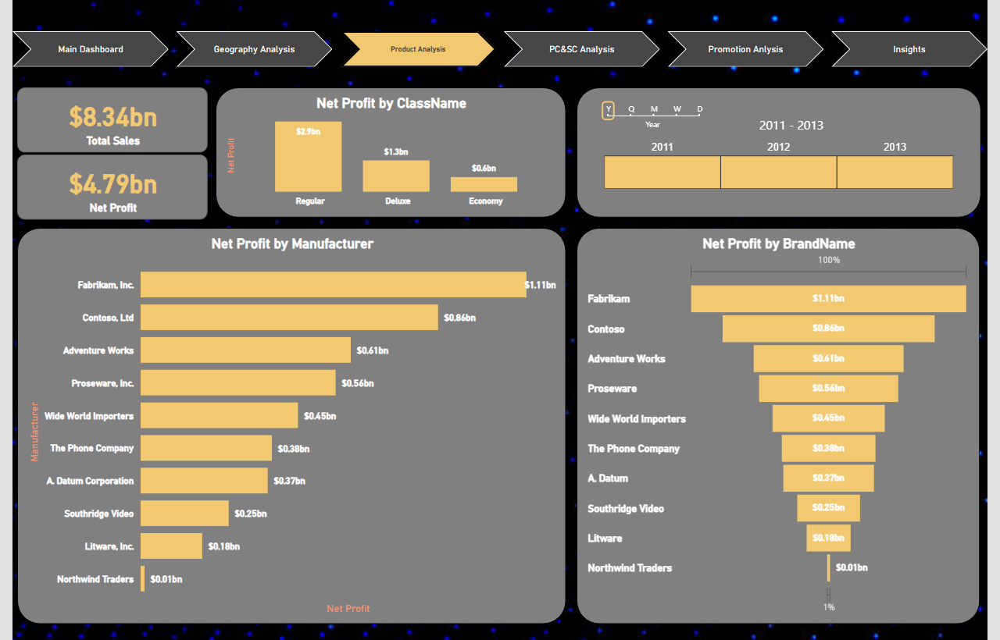 Main Dashboard
Geography Analysis
Product Analysis
PC&SC Analysis
Promotion Anlysis
Insights
$8.34bn
Total Sales
$4.79bn
Net Profit
Net Profit by ClassName
Net Profit
$2.9bn
$1.3bn
$0.6bn
Regular
Deluxe
Economy
Y Q M W D
Year
2011 - 2013
2011
2012
2013
Net Profit by Manufacturer
Manufacturer
Fabrikam, Inc. $1.11bn
Contoso, Ltd $0.86bn
Adventure Works $0.61bn
Proseware, Inc. $0.56bn
Wide World Importers $0.45bn
The Phone Company $0.38bn
A. Datum Corporation $0.37bn
Southridge Video $0.25bn
Litware, Inc. $0.18bn
Northwind Traders $0.01bn
Net Profit
Net Profit by BrandName
100%
Fabrikam $1.11bn
Contoso $0.86bn
Adventure Works $0.61bn
Proseware $0.56bn
Wide World Importers $0.45bn
The Phone Company $0.38bn
A. Datum $0.37bn
Southridge Video $0.25bn
Litware $0.18bn
Northwind Traders $0.01bn
1%